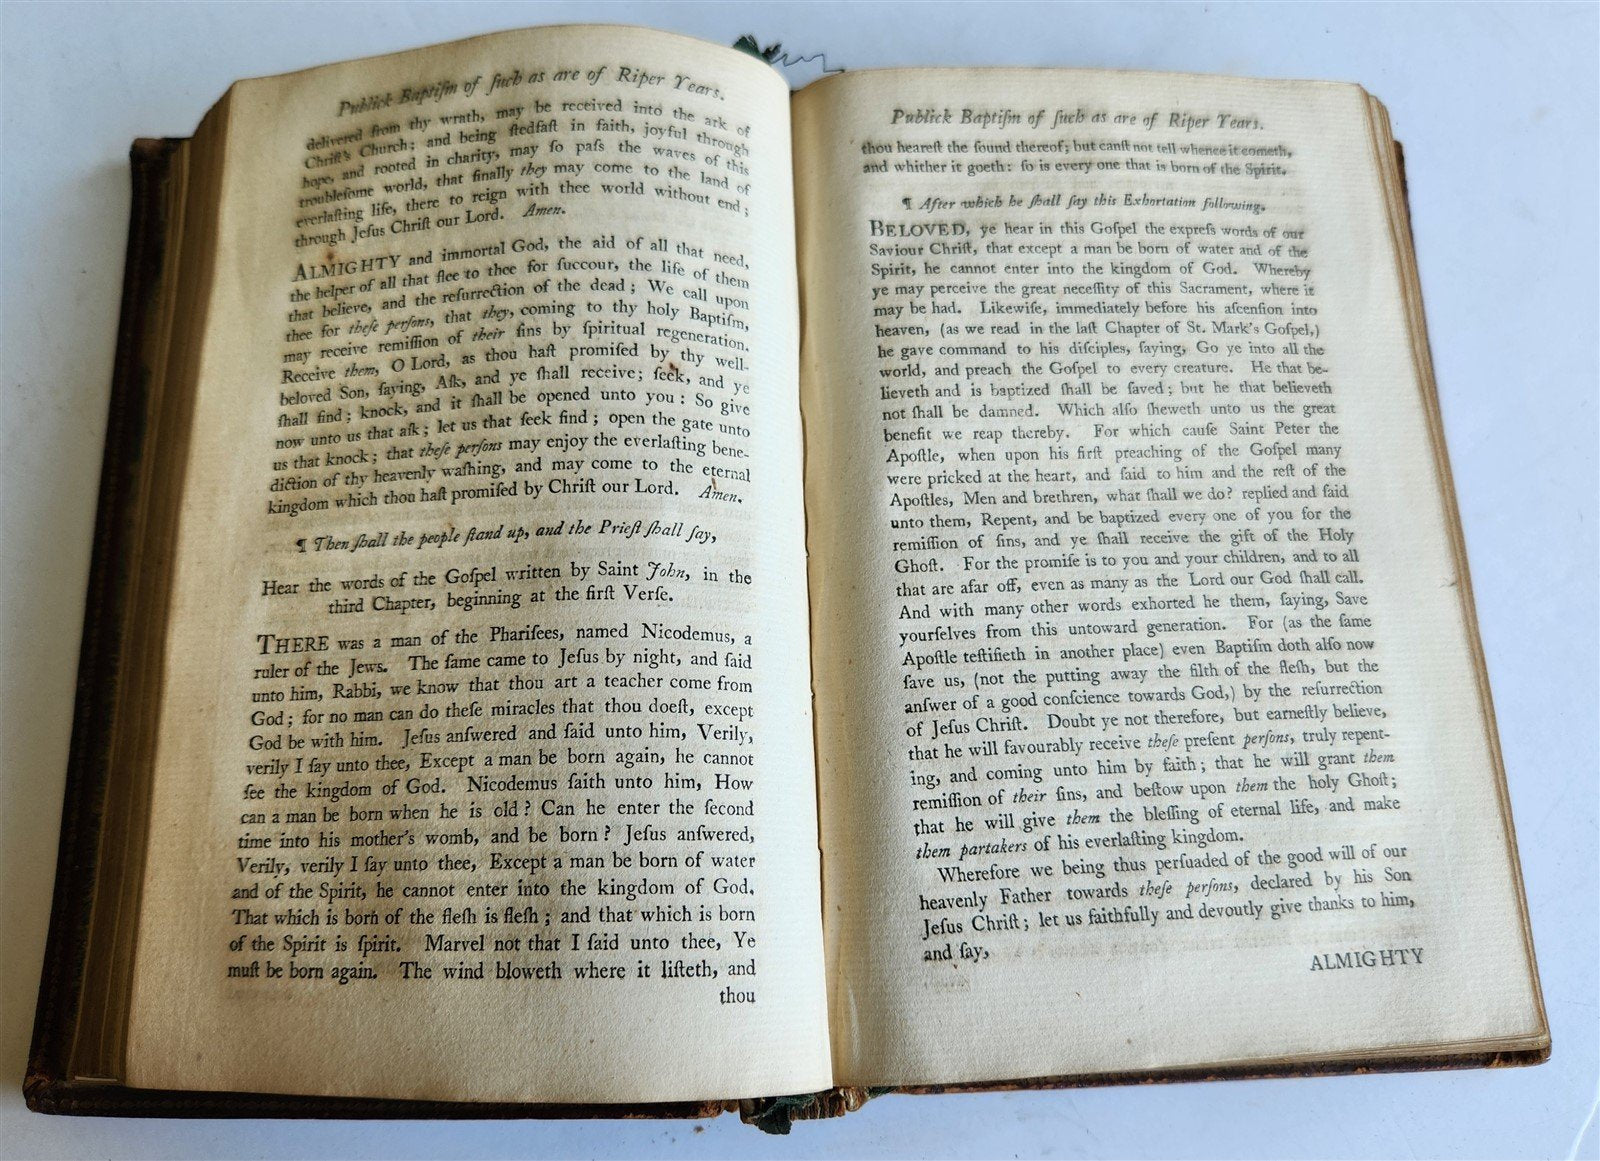 Publick Baptiſm of ſuch as are of Riper Years.
delivered from thy wrath, may be received into the ark of
Chriſt's Church; and being ſtedfaſt in faith, joyful through
hope, and rooted in charity, may ſo paſs the waves of this
troubleſome world, that finally they may come to the land of
everlaſting life, there to reign with thee world without end;
through Jeſus Chriſt our Lord. Amen.
ALMIGHTY and immortal God, the aid of all that need,
the helper of all that flee to thee for ſuccour, the life of them
that believe, and the reſurrection of the dead; We call upon
thee for theſe perſons, that they, coming to thy holy Baptiſm,
may receive remiſſion of their ſins by ſpiritual regeneration.
Receive them, O Lord, as thou haſt promiſed by thy well-
beloved Son, ſaying, Aſk, and ye ſhall receive; ſeek, and ye
ſhall find; knock, and it ſhall be opened unto you: So give
now unto us that aſk; let us that ſeek find; open the gate unto
us that knock; that theſe perſons may enjoy the everlaſting bene-
diction of thy heavenly waſhing, and may come to the eternal
kingdom which thou haſt promiſed by Chriſt our Lord. Amen.
¶ Then ſhall the people ſtand up, and the Prieſt ſhall ſay,
Hear the words of the Goſpel written by Saint John, in the
third Chapter, beginning at the firſt Verſe.
THERE was a man of the Phariſees, named Nicodemus, a
ruler of the Jews. The ſame came to Jeſus by night, and ſaid
unto him, Rabbi, we know that thou art a teacher come from
God; for no man can do theſe miracles that thou doeſt, except
God be with him. Jeſus anſwered and ſaid unto him, Verily,
verily I ſay unto thee, Except a man be born again, he cannot
ſee the kingdom of God. Nicodemus ſaith unto him, How
can a man be born when he is old? Can he enter the ſecond
time into his mother's womb, and be born? Jeſus anſwered,
Verily, verily I ſay unto thee, Except a man be born of water
and of the Spirit, he cannot enter into the kingdom of God.
That which is born of the fleſh is fleſh; and that which is born
of the Spirit is ſpirit. Marvel not that I ſaid unto thee, Ye
muſt be born again. The wind bloweth where it liſteth, and
thou
Publick Baptiſm of ſuch as are of Riper Years.
thou heareſt the ſound thereof; but canſt not tell whence it cometh,
and whither it goeth: ſo is every one that is born of the Spirit.
¶ After which he ſhall ſay this Exhortation following.
BELOVED, ye hear in this Goſpel the expreſs words of our
Saviour Chriſt, that except a man be born of water and of the
Spirit, he cannot enter into the kingdom of God. Whereby
ye may perceive the great neceſſity of this Sacrament, where it
may be had. Likewiſe, immediately before his aſcenſion into
heaven, (as we read in the laſt Chapter of St. Mark's Goſpel,)
he gave command to his diſciples, ſaying, Go ye into all the
world, and preach the Goſpel to every creature. He that be-
lieveth and is baptized ſhall be ſaved; but he that believeth
not ſhall be damned. Which alſo ſheweth unto us the great
benefit we reap thereby. For which cauſe Saint Peter the
Apoſtle, when upon his firſt preaching of the Goſpel many
were pricked at the heart, and ſaid to him and the reſt of the
Apoſtles, Men and brethren, what ſhall we do? replied and ſaid
unto them, Repent, and be baptized every one of you for the
remiſſion of ſins, and ye ſhall receive the gift of the Holy
Ghoſt. For the promiſe is to you and your children, and to all
that are afar off, even as many as the Lord our God ſhall call.
And with many other words exhorted he them, ſaying, Save
yourſelves from this untoward generation. For (as the ſame
Apoſtle teſtifieth in another place) even Baptiſm doth alſo now
ſave us, (not the putting away the filth of the fleſh, but the
anſwer of a good conſcience towards God,) by the reſurrection
of Jeſus Chriſt. Doubt ye not therefore, but earneſtly believe,
that he will favourably receive theſe preſent perſons, truly repent-
ing, and coming unto him by faith; that he will grant them
remiſſion of their ſins, and beſtow upon them the holy Ghoſt;
that he will give them the bleſſing of eternal life, and make
them partakers of his everlaſting kingdom.
Wherefore we being thus perſuaded of the good will of our
heavenly Father towards theſe perſons, declared by his Son
Jeſus Chriſt; let us faithfully and devoutly give thanks to him,
and ſay,
ALMIGHTY